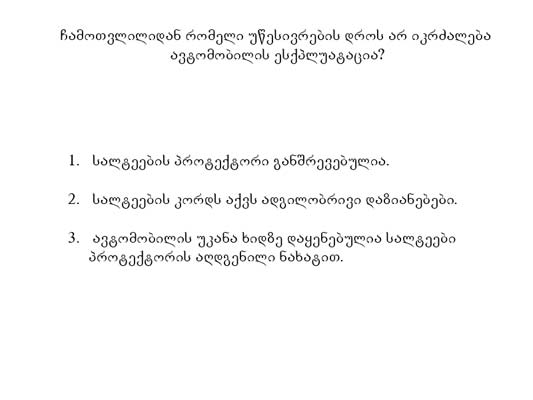 ჩამოთვლილიდან რომელი უწესივრების დროს არ იკრძალება
ავტომობილის ესქპლუატაცია?
1. სალტეების პროტექტორი განშრევებულია.
2. სალტეების კორდს აქვს ადგილობრივი დაზიანებები.
3. ავტომობილის უკანა ხიდზე დაყენებულია სალტეები
პროტექტორის აღდგენილი ნახატით.